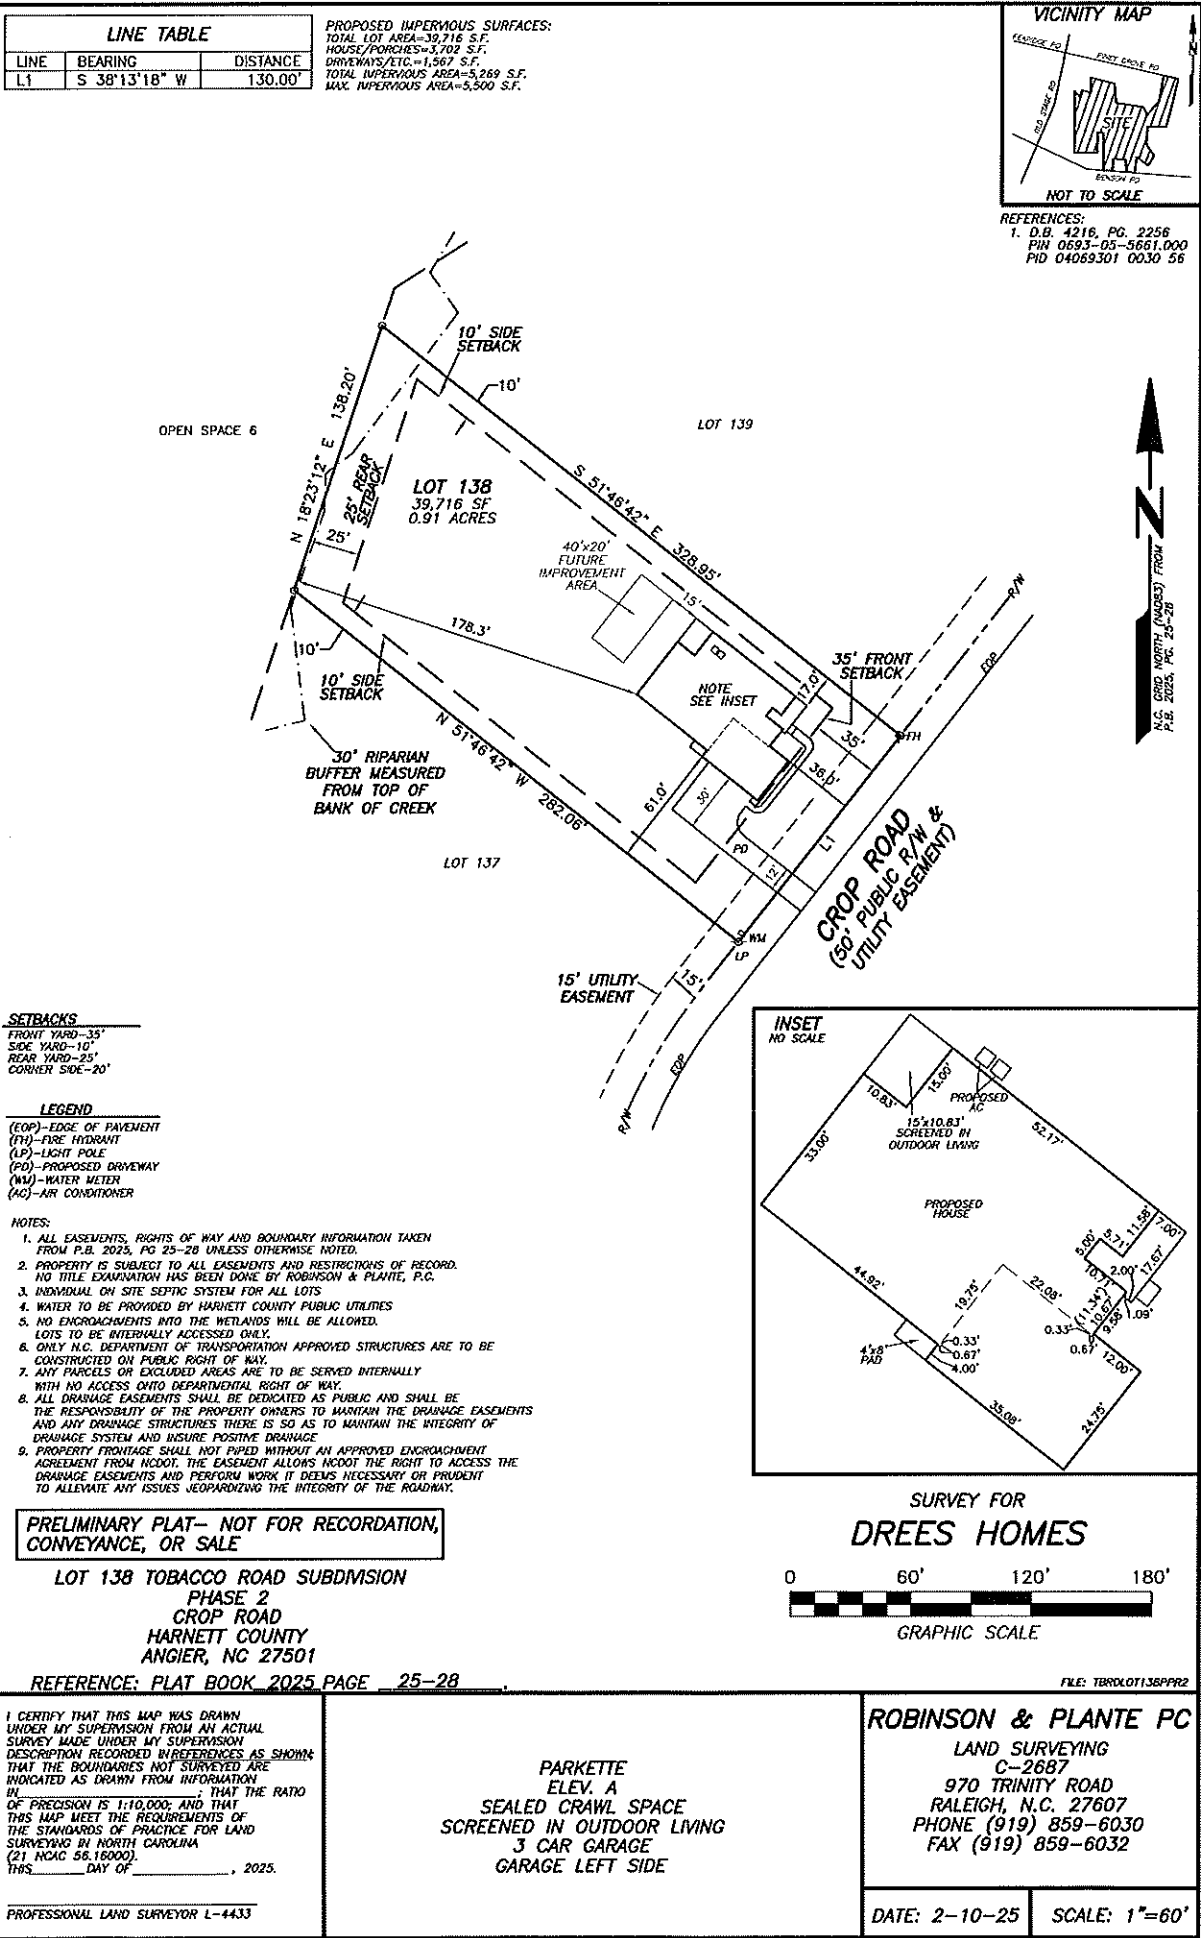 LINE TABLE
LINE BEARING DISTANCE
L1 S 38°13'18" W 130.00'
PROPOSED IMPERVIOUS SURFACES:
TOTAL LOT AREA=39,716 S.F.
HOUSE/PORCHES=3,702 S.F.
DRIVEWAYS/ETC.=1,567 S.F.
TOTAL IMPERVIOUS AREA=5,269 S.F.
MAX. IMPERVIOUS AREA=5,500 S.F.
VICINITY MAP
OLD STAGE RD
SITE
BENSON RD
NOT TO SCALE
REFERENCES:
1. D.B. 4216, PG. 2256
PIN 0693-05-5661.000
PID 04069301 0030 56
N
N.C. GRID NORTH (NAD83) FROM
P.B. 2025, PG. 25-28
10' SIDE
SETBACK
10'
OPEN SPACE 6
LOT 139
N 18°23'12" E 138.20'
25' REAR
SETBACK
25'
LOT 138
39,716 SF
0.91 ACRES
S 51°46'42" E 328.95'
40'x20'
FUTURE
IMPROVEMENT
AREA
15'
178.3'
10'
10' SIDE
SETBACK
NOTE
SEE INSET
17.0'
35' FRONT
SETBACK
35'
36.0'
FH
R/W
EOP
N 51°46'42" W 282.06'
30' RIPARIAN
BUFFER MEASURED
FROM TOP OF
BANK OF CREEK
61.0'
30'
PD
12'
L1
LOT 137
CROP ROAD
(50' PUBLIC R/W &
UTILITY EASEMENT)
WM
LP
15' UTILITY
EASEMENT
15'
EOP
R/W
SETBACKS
FRONT YARD-35'
SIDE YARD-10'
REAR YARD-25'
CORNER SIDE-20'
LEGEND
(EOP)-EDGE OF PAVEMENT
(FH)-FIRE HYDRANT
(LP)-LIGHT POLE
(PD)-PROPOSED DRIVEWAY
(WM)-WATER METER
(AC)-AIR CONDITIONER
NOTES:
1. ALL EASEMENTS, RIGHTS OF WAY AND BOUNDARY INFORMATION TAKEN
FROM P.B. 2025, PG 25-28 UNLESS OTHERWISE NOTED.
2. PROPERTY IS SUBJECT TO ALL EASEMENTS AND RESTRICTIONS OF RECORD.
NO TITLE EXAMINATION HAS BEEN DONE BY ROBINSON & PLANTE, P.C.
3. INDIVIDUAL ON SITE SEPTIC SYSTEM FOR ALL LOTS
4. WATER TO BE PROVIDED BY HARNETT COUNTY PUBLIC UTILITIES
5. NO ENCROACHMENTS INTO THE WETLANDS WILL BE ALLOWED.
LOTS TO BE INTERNALLY ACCESSED ONLY.
6. ONLY N.C. DEPARTMENT OF TRANSPORTATION APPROVED STRUCTURES ARE TO BE
CONSTRUCTED ON PUBLIC RIGHT OF WAY.
7. ANY PARCELS OR EXCLUDED AREAS ARE TO BE SERVED INTERNALLY
WITH NO ACCESS ONTO DEPARTMENTAL RIGHT OF WAY.
8. ALL DRAINAGE EASEMENTS SHALL BE DEDICATED AS PUBLIC AND SHALL BE
THE RESPONSIBILITY OF THE PROPERTY OWNERS TO MAINTAIN THE DRAINAGE EASEMENTS
AND ANY DRAINAGE STRUCTURES THERE IS SO AS TO MAINTAIN THE INTEGRITY OF
DRAINAGE SYSTEM AND INSURE POSITIVE DRAINAGE
9. PROPERTY FRONTAGE SHALL NOT PIPED WITHOUT AN APPROVED ENCROACHMENT
AGREEMENT FROM NCDOT. THE EASEMENT ALLOWS NCDOT THE RIGHT TO ACCESS THE
DRAINAGE EASEMENTS AND PERFORM WORK IT DEEMS NECESSARY OR PRUDENT
TO ALLEVIATE ANY ISSUES JEOPARDIZING THE INTEGRITY OF THE ROADWAY.
INSET
NO SCALE
10.83'
15.00'
PROPOSED
AC
15'x10.83'
SCREENED IN
OUTDOOR LIVING
52.17'
33.00'
PROPOSED
HOUSE
11.58'
7.00'
5.71'
5.00'
17.67'
10.71'
2.00'
44.92'
19.75'
22.08'
(11.34')
10.67'
9.58'
1.09'
0.33'
0.67'
0.33'
0.67'
4.00'
4'x8'
PAD
12.00'
35.08'
24.75'
PRELIMINARY PLAT- NOT FOR RECORDATION,
CONVEYANCE, OR SALE
LOT 138 TOBACCO ROAD SUBDIVISION
PHASE 2
CROP ROAD
HARNETT COUNTY
ANGIER, NC 27501
REFERENCE: PLAT BOOK 2025 PAGE 25-28.
SURVEY FOR
DREES HOMES
0 60' 120' 180'
GRAPHIC SCALE
FILE: TBRDLOT138PPR2
I CERTIFY THAT THIS MAP WAS DRAWN
UNDER MY SUPERVISION FROM AN ACTUAL
SURVEY MADE UNDER MY SUPERVISION
DESCRIPTION RECORDED IN REFERENCES AS SHOWN;
THAT THE BOUNDARIES NOT SURVEYED ARE
INDICATED AS DRAWN FROM INFORMATION
IN ; THAT THE RATIO
OF PRECISION IS 1:10,000; AND THAT
THIS MAP MEET THE REQUIREMENTS OF
THE STANDARDS OF PRACTICE FOR LAND
SURVEYING IN NORTH CAROLINA
(21 NCAC 56.16000).
THIS DAY OF , 2025.
PROFESSIONAL LAND SURVEYOR L-4433
PARKETTE
ELEV. A
SEALED CRAWL SPACE
SCREENED IN OUTDOOR LIVING
3 CAR GARAGE
GARAGE LEFT SIDE
ROBINSON & PLANTE PC
LAND SURVEYING
C-2687
970 TRINITY ROAD
RALEIGH, N.C. 27607
PHONE (919) 859-6030
FAX (919) 859-6032
DATE: 2-10-25
SCALE: 1"=60'